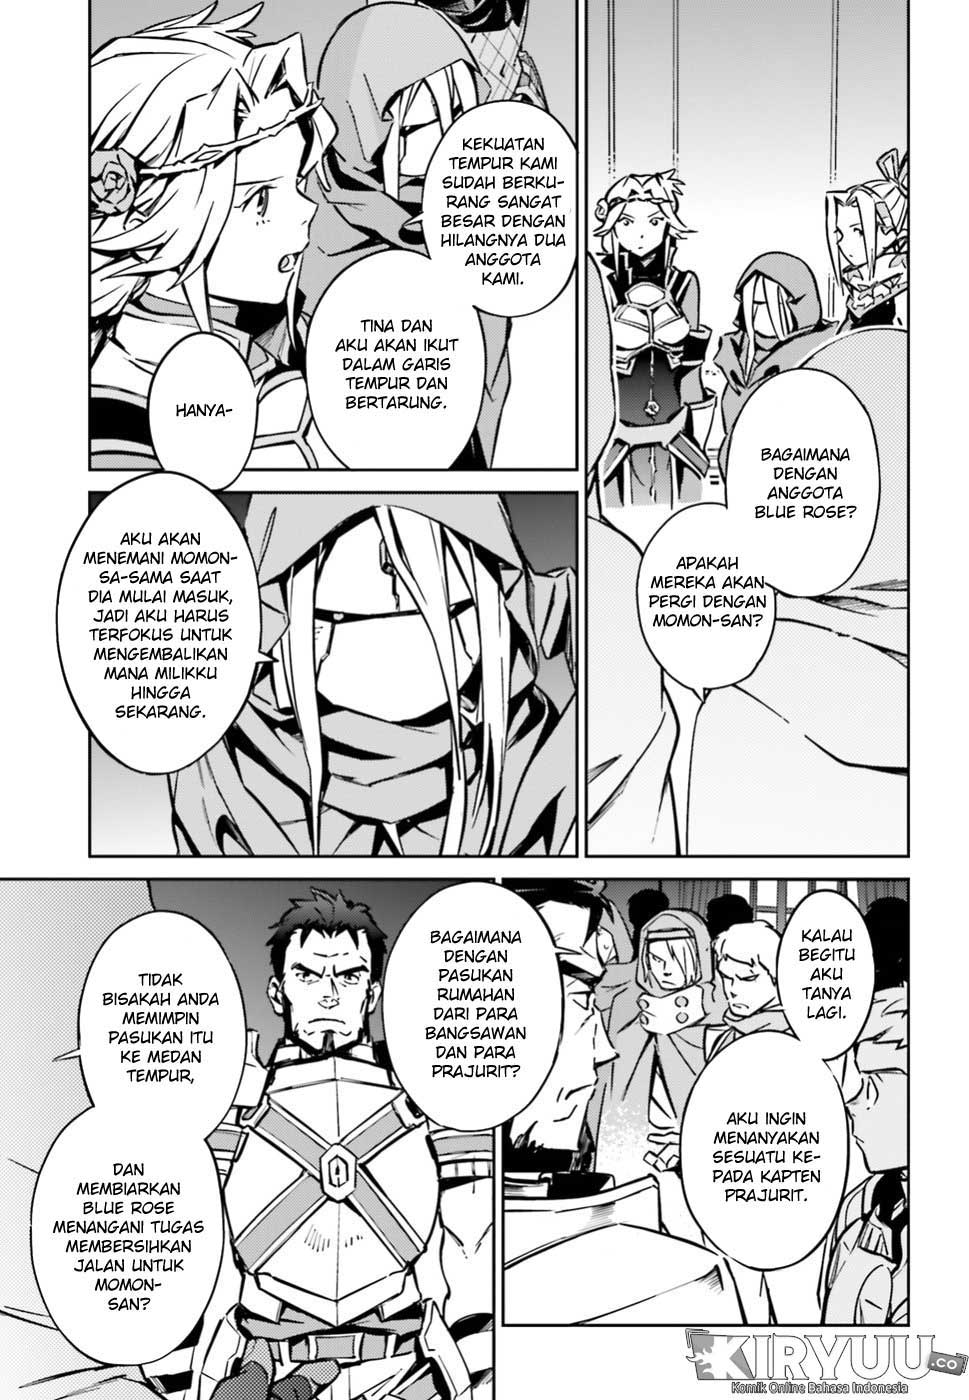 BAGAIMANA
DENGAN
ANGGOTA
BLUE ROSE?
APAKAH
MEREKA AKAN
PERGI DENGAN
MOMON-SAN?
KEKUATAN
TEMPUR KAMI
SUDAH BERKU-
RANG SANGAT
BESAR DENGAN
HILANGNYA DUA
ANGGOTA
KAMI.
TINA DAN
AKU AKAN IKUT
DALAM GARIS
TEMPUR DAN
BERTARUNG.
HANYA-
AKU AKAN
MENEMANI MOMON-
SA-SAMA SAAT
DIA MULAI MASUK,
JADI AKU HARUS
TERFOKUS UNTUK
MENGEMBALIKAN
MANA MILIKKU
HINGGA
SEKARANG.
KALAU
BEGITU
AKU
TANYA
LAGI.
AKU INGIN
MENANYAKAN
SESUATU KE-
PADA KAPTEN
PRAJURIT.
BAGAIMANA
DENGAN
PASUKAN
RUMAHAN
DARI PARA
BANGSAWAN
DAN PARA
PRAJURIT?
TIDAK
BISAKAH ANDA
MEMIMPIN
PASUKAN ITU
KE MEDAN
TEMPUR,
DAN
MEMBIARKAN
BLUE ROSE
MENANGANI TUGAS
MEMBERSIHKAN
JALAN UNTUK
MOMON-
SAN?
KIRYUU.CO
Komik Online Bahasa Indonesia